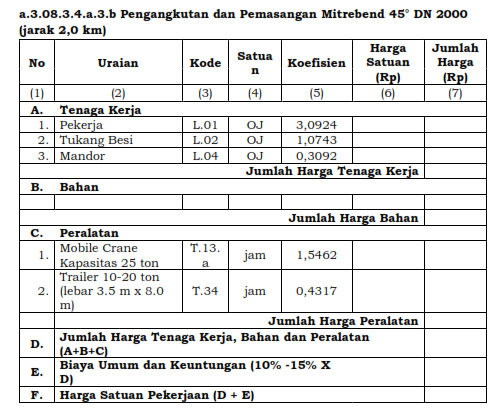 a.3.08.3.4.a.3.b Pengangkutan dan Pemasangan Mitrebend 45° DN 2000
(jarak 2,0 km)
No Uraian Kode Satua n Koefisien Harga Satuan (Rp) Jumlah Harga (Rp)
(1) (2) (3) (4) (5) (6) (7)
A. Tenaga Kerja
1. Pekerja L.01 OJ 3,0924
2. Tukang Besi L.02 OJ 1,0743
3. Mandor L.04 OJ 0,3092
Jumlah Harga Tenaga Kerja
B. Bahan
Jumlah Harga Bahan
C. Peralatan
1. Mobile Crane Kapasitas 25 ton T.13. a jam 1,5462
2. Trailer 10-20 ton (lebar 3.5 m x 8.0 m) T.34 jam 0,4317
Jumlah Harga Peralatan
D. Jumlah Harga Tenaga Kerja, Bahan dan Peralatan
(A+B+C)
E. Biaya Umum dan Keuntungan (10% -15% X
D)
F. Harga Satuan Pekerjaan (D + E)